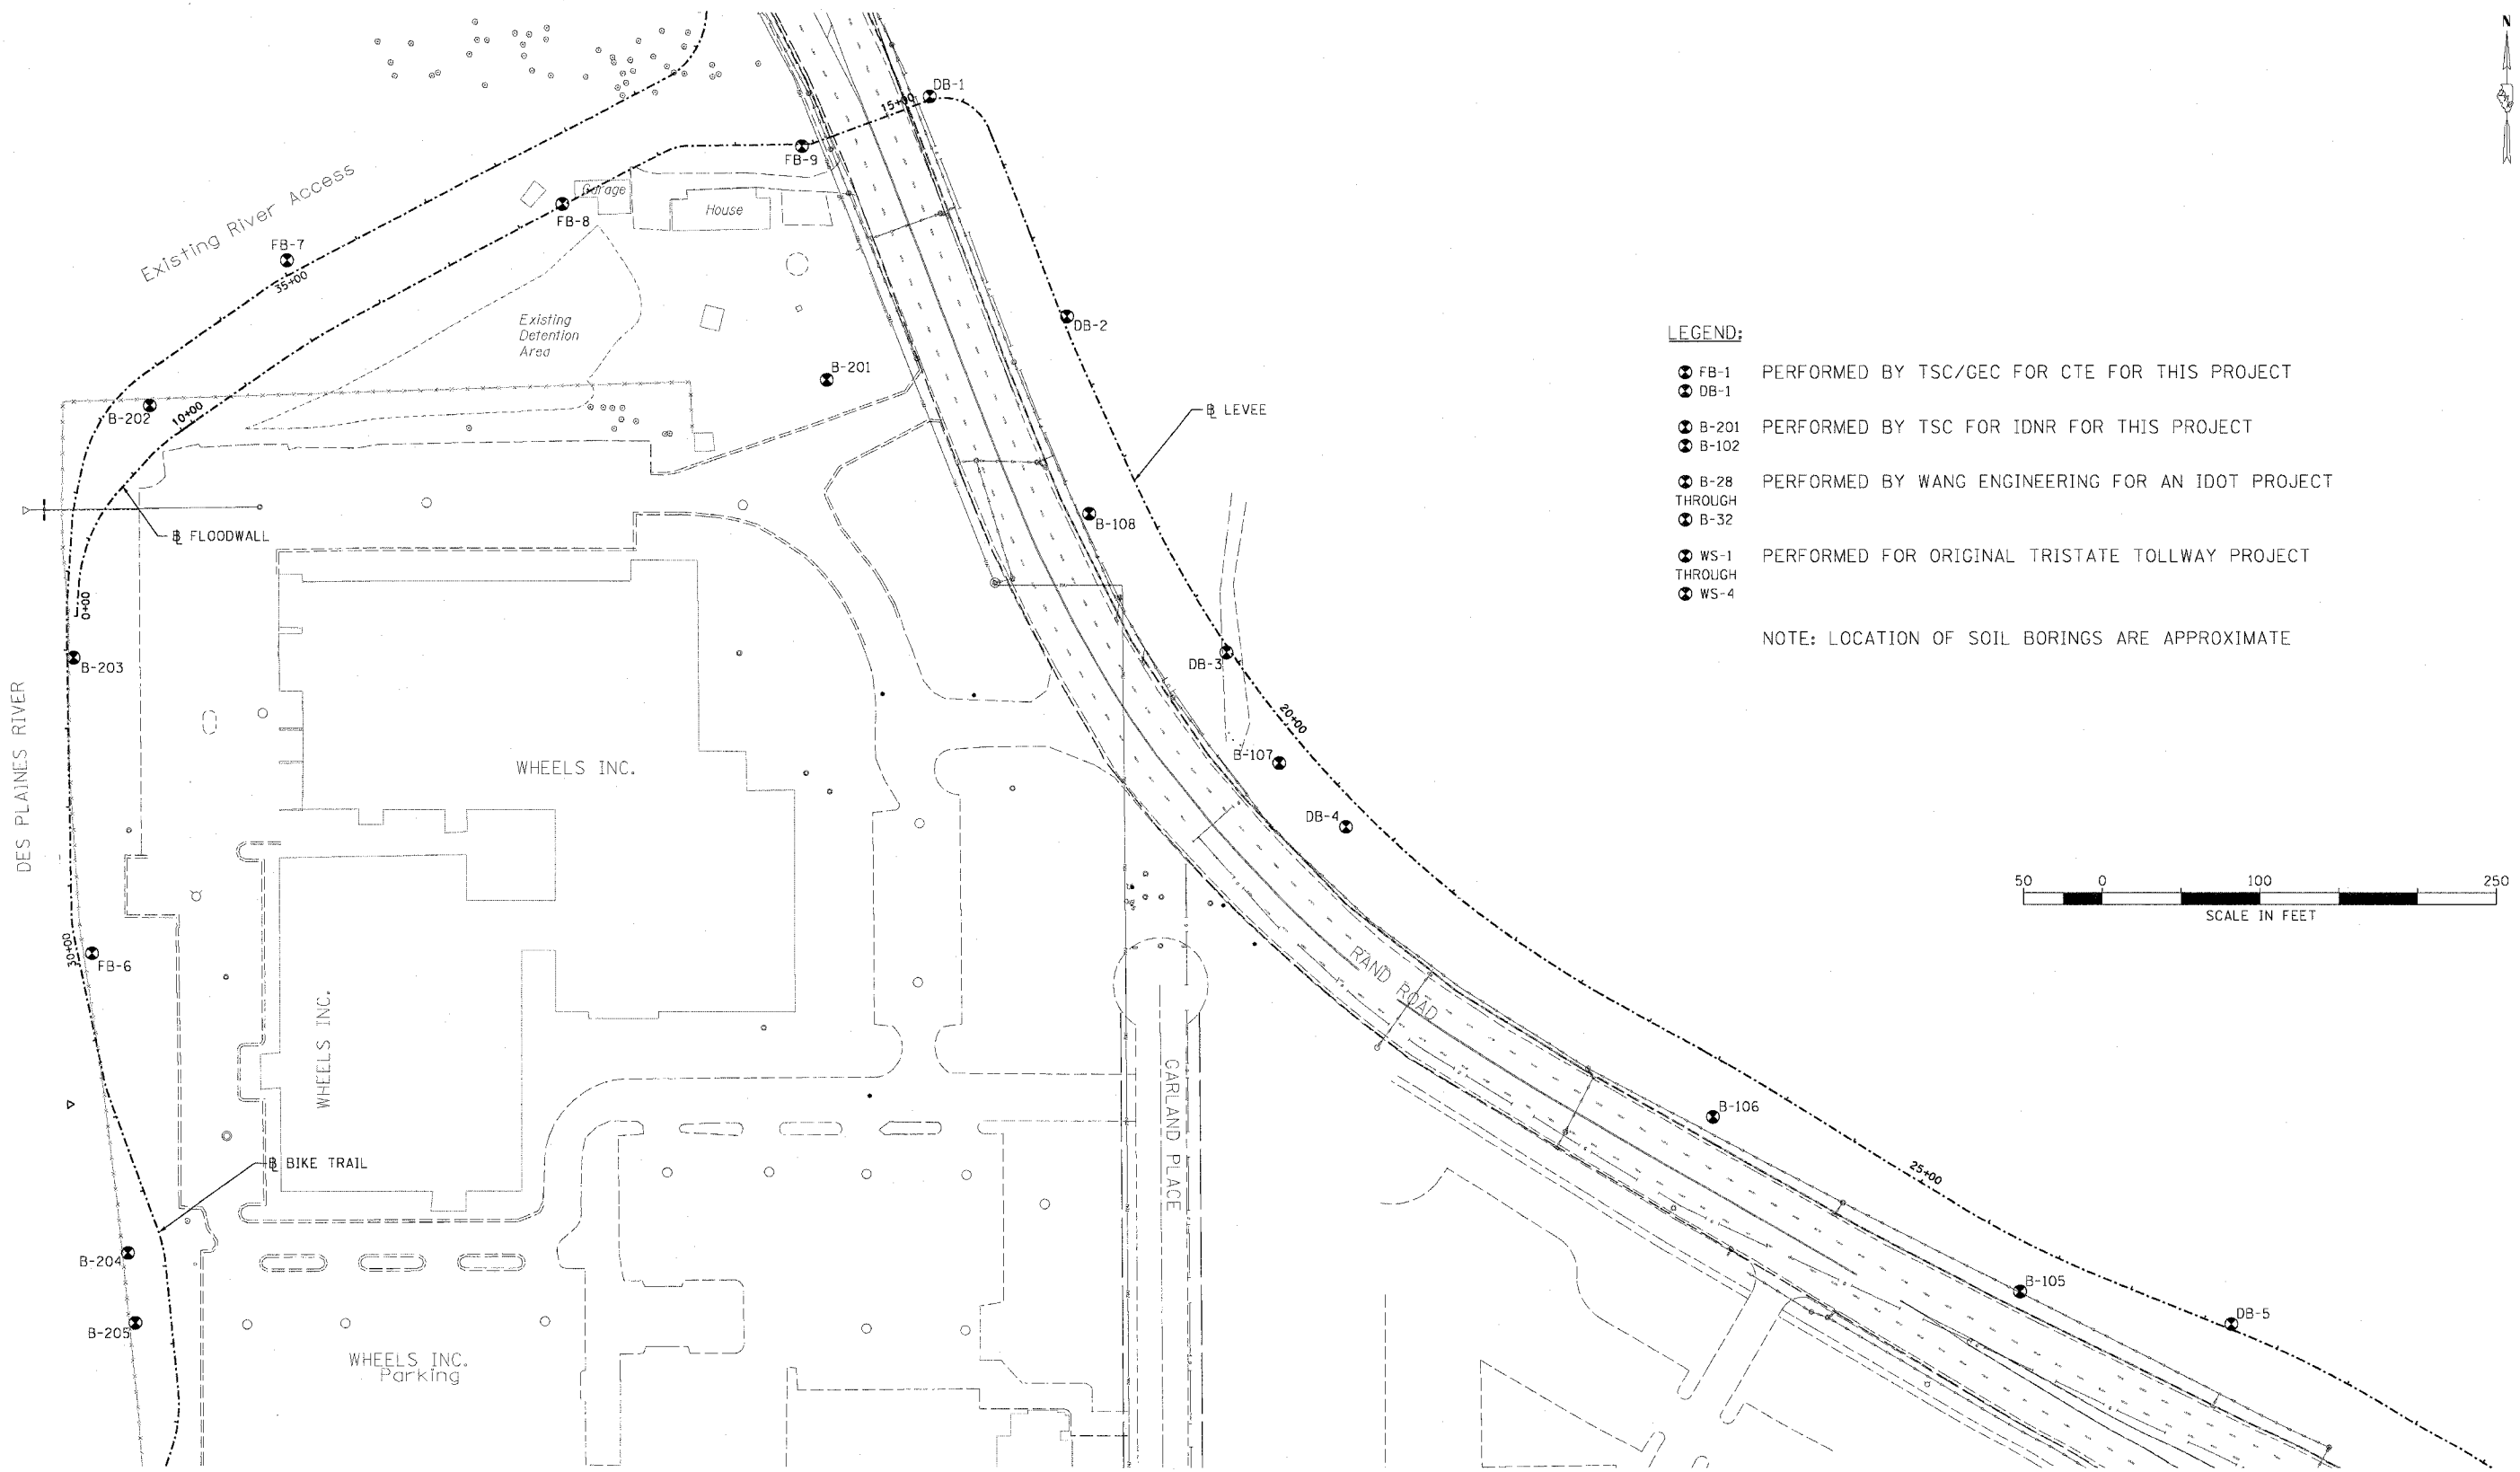 N
DB-1
15+00
FB-9
Existing River Access
Garage
House
FB-8
FB-7
35+00
DB-2
Existing
Detention
Area
B-201
B-202
10+00
℄ LEVEE
B-108
℄ FLOODWALL
0+00
B-203
DB-3
20+00
B-107
DB-4
DES PLAINES RIVER
WHEELS INC.
30+00
FB-6
WHEELS INC.
RAND ROAD
GARLAND PLACE
B-106
℄ BIKE TRAIL
25+00
B-204
B-205
B-105
DB-5
WHEELS INC.
Parking
LEGEND:
FB-1 PERFORMED BY TSC/GEC FOR CTE FOR THIS PROJECT
DB-1
B-201 PERFORMED BY TSC FOR IDNR FOR THIS PROJECT
B-102
B-28 PERFORMED BY WANG ENGINEERING FOR AN IDOT PROJECT
THROUGH
B-32
WS-1 PERFORMED FOR ORIGINAL TRISTATE TOLLWAY PROJECT
THROUGH
WS-4
NOTE: LOCATION OF SOIL BORINGS ARE APPROXIMATE
50 0 100 250
SCALE IN FEET